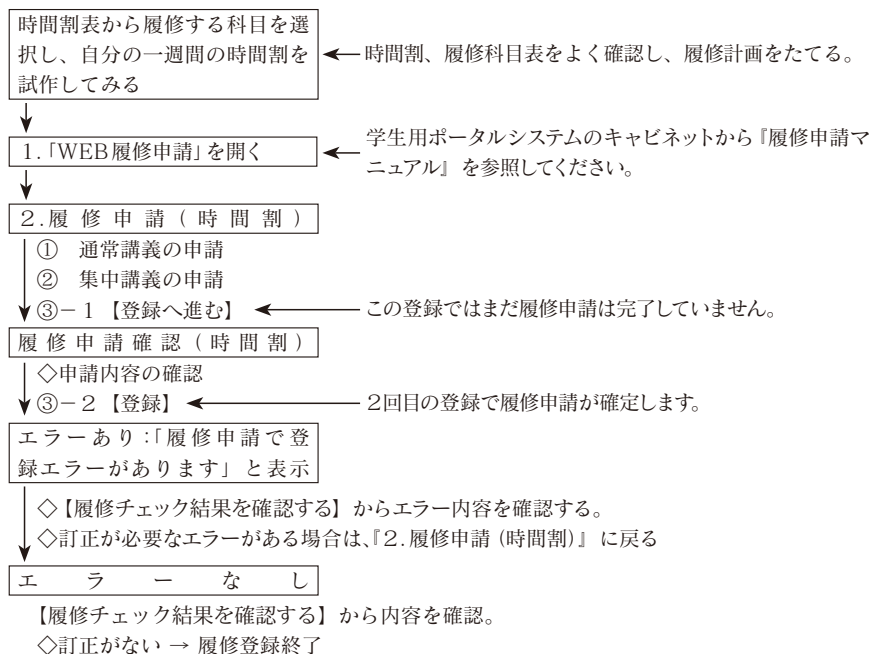 時間割表から履修する科目を選
択し、自分の一週間の時間割を
試作してみる
時間割、履修科目表をよく確認し、履修計画をたてる。
1.「WEB履修申請」を開く
学生用ポータルシステムのキャビネットから『履修申請マ
ニュアル』を参照してください。
2.履修申請(時間割)
① 通常講義の申請
② 集中講義の申請
③－1【登録へ進む】
この登録ではまだ履修申請は完了していません。
履修申請確認(時間割)
◇申請内容の確認
③－2【登録】
2回目の登録で履修申請が確定します。
エラーあり:「履修申請で登
録エラーがあります」と表示
◇【履修チェック結果を確認する】からエラー内容を確認する。
◇訂正が必要なエラーがある場合は、『2.履修申請(時間割)』に戻る
エラーなし
【履修チェック結果を確認する】から内容を確認。
◇訂正がない → 履修登録終了